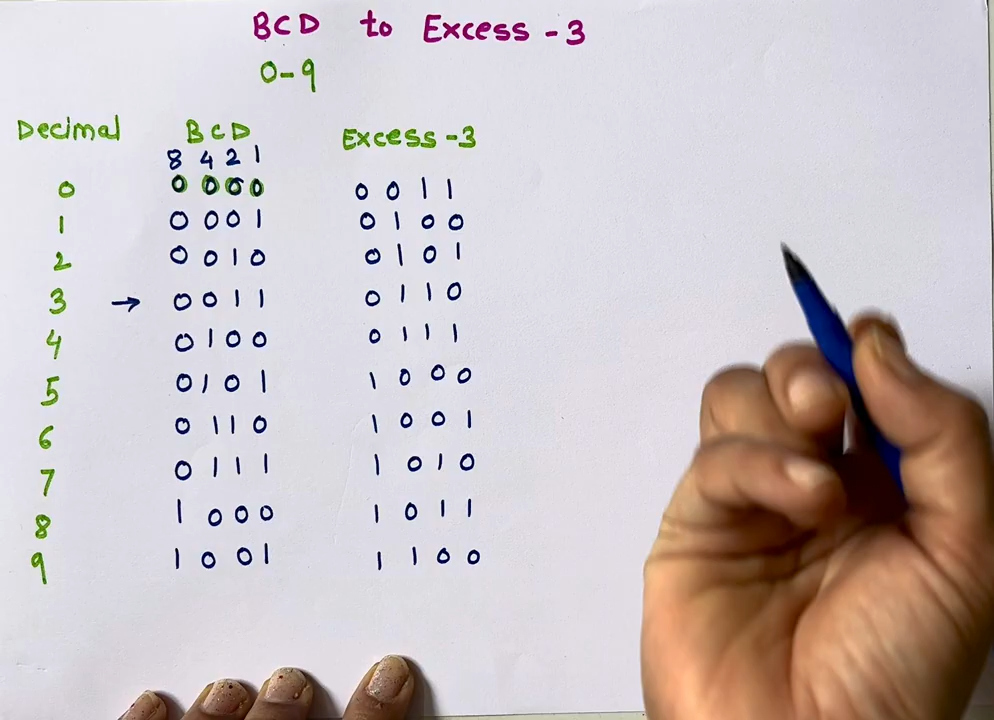 BCD to Excess-3
0-9
Decimal BCD Excess-3
8 4 2 1
0 0 0 0 0 0 0 1 1
1 0 0 0 1 0 1 0 0
2 0 0 1 0 0 1 0 1
3 → 0 0 1 1 0 1 1 0
4 0 1 0 0 0 1 1 1
5 0 1 0 1 1 0 0 0
6 0 1 1 0 1 0 0 1
7 0 1 1 1 1 0 1 0
8 1 0 0 0 1 0 1 1
9 1 0 0 1 1 1 0 0